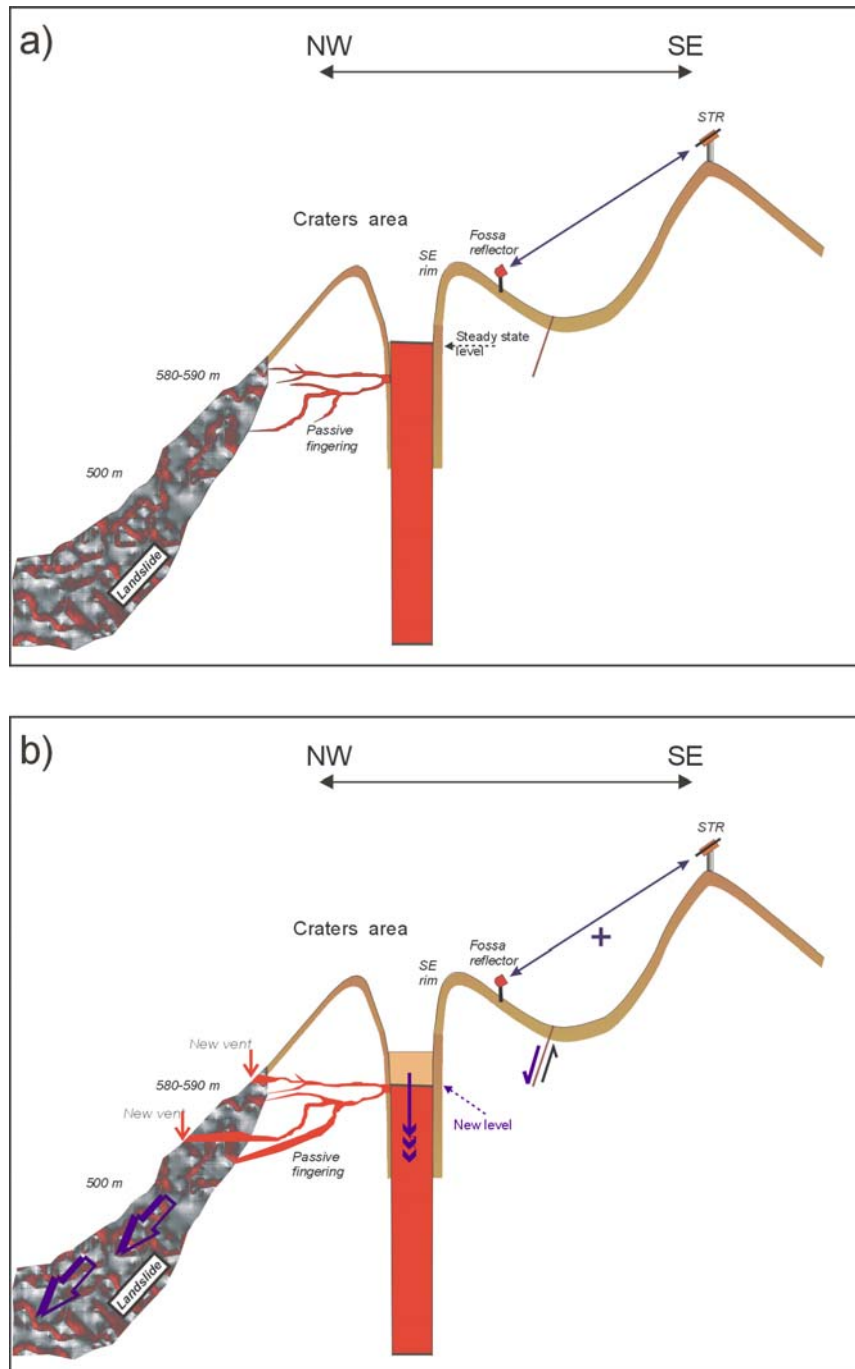 a)
NW
SE
STR
Craters area
Fossa
reflector
SE
rim
Steady state
level
580-590 m
Passive
fingering
500 m
Landslide
b)
NW
SE
STR
Craters area
+
Fossa
reflector
SE
rim
New vent
580-590 m
New vent
New level
Passive
fingering
500 m
Landslide